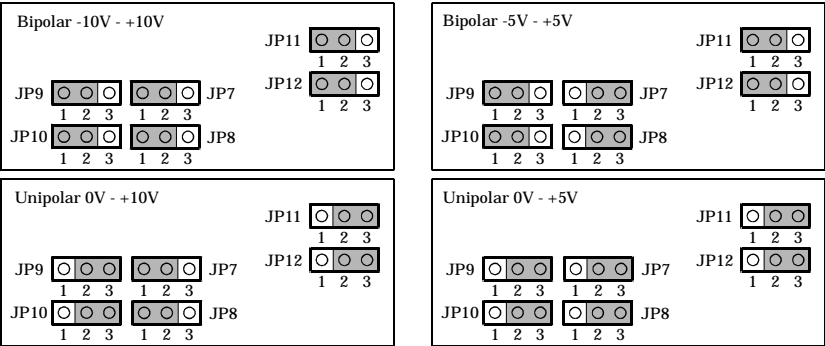 Bipolar -10V - +10V
JP11
1 2 3
JP12
1 2 3
JP9
1 2 3
1 2 3
JP7
JP10
1 2 3
1 2 3
JP8
Bipolar -5V - +5V
JP11
1 2 3
JP12
1 2 3
JP9
1 2 3
1 2 3
JP7
JP10
1 2 3
1 2 3
JP8
Unipolar 0V - +10V
JP11
1 2 3
JP12
1 2 3
JP9
1 2 3
1 2 3
JP7
JP10
1 2 3
1 2 3
JP8
Unipolar 0V - +5V
JP11
1 2 3
JP12
1 2 3
JP9
1 2 3
1 2 3
JP7
JP10
1 2 3
1 2 3
JP8